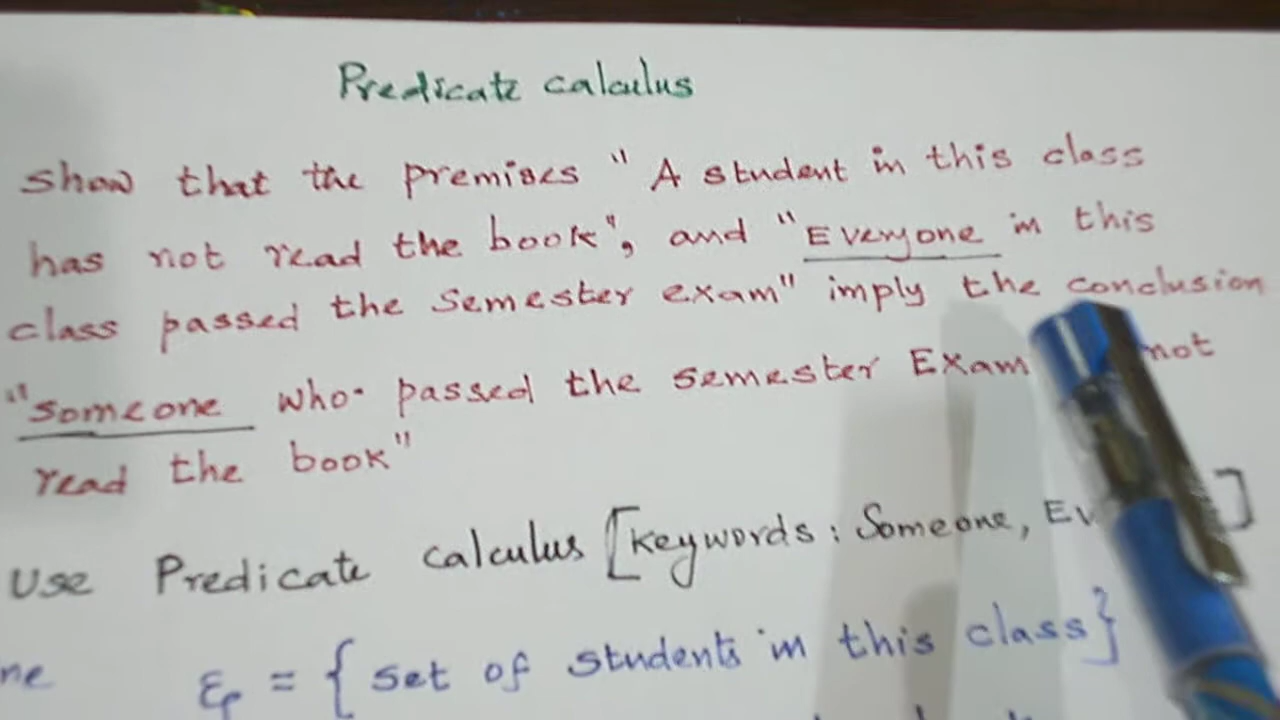 Predicate calculus
Show that the premises " A student in this class
has not read the book", and "Everyone in this
class passed the semester exam" imply the conclusion
"someone who passed the semester Exam not
read the book"
Use Predicate calculus [keywords: Someone, Ev ]
ne Ep = { set of students in this class}